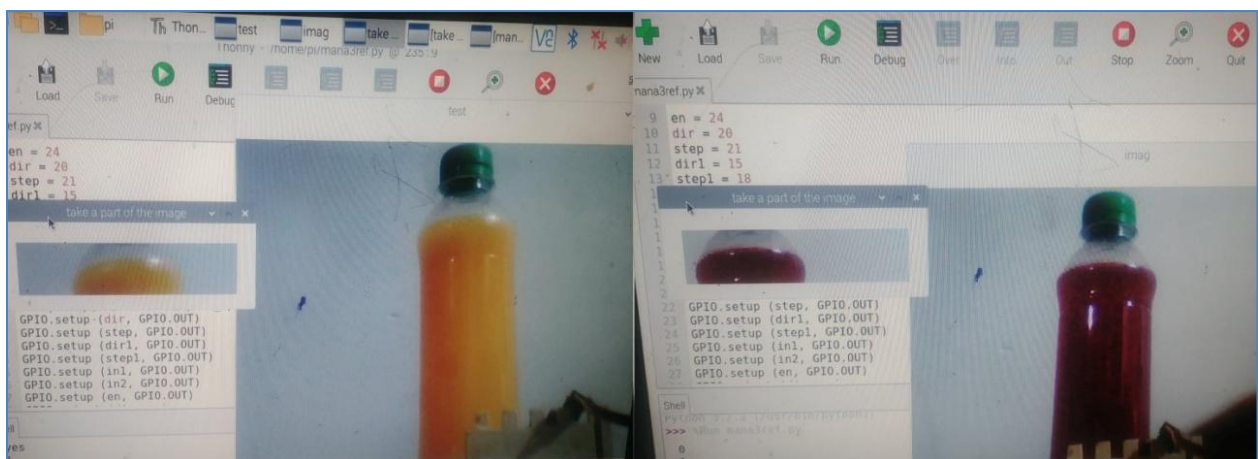 pi Th Thon... test imag take... [take... [man... VNC
Thonny - /home/pi/mana3ref.py @ 235:9
Load Save Run Debug
test
ef.py ✖
en = 24
dir = 20
step = 21
dir1 = 15
take a part of the image
GPIO.setup (dir, GPIO.OUT)
GPIO.setup (step, GPIO.OUT)
GPIO.setup (dir1, GPIO.OUT)
GPIO.setup (step1, GPIO.OUT)
GPIO.setup (in1, GPIO.OUT)
GPIO.setup (in2, GPIO.OUT)
GPIO.setup (en, GPIO.OUT)
yes
New Load Save Run Debug Over Into Out Stop Zoom Quit
mana3ref.py ✖
9 en = 24
10 dir = 20
11 step = 21
12 dir1 = 15
13 step1 = 18
imag
take a part of the image
22 GPIO.setup (step, GPIO.OUT)
23 GPIO.setup (dir1, GPIO.OUT)
24 GPIO.setup (step1, GPIO.OUT)
25 GPIO.setup (in1, GPIO.OUT)
26 GPIO.setup (in2, GPIO.OUT)
27 GPIO.setup (en, GPIO.OUT)
Shell
>>> %Run mana3ref.py
0